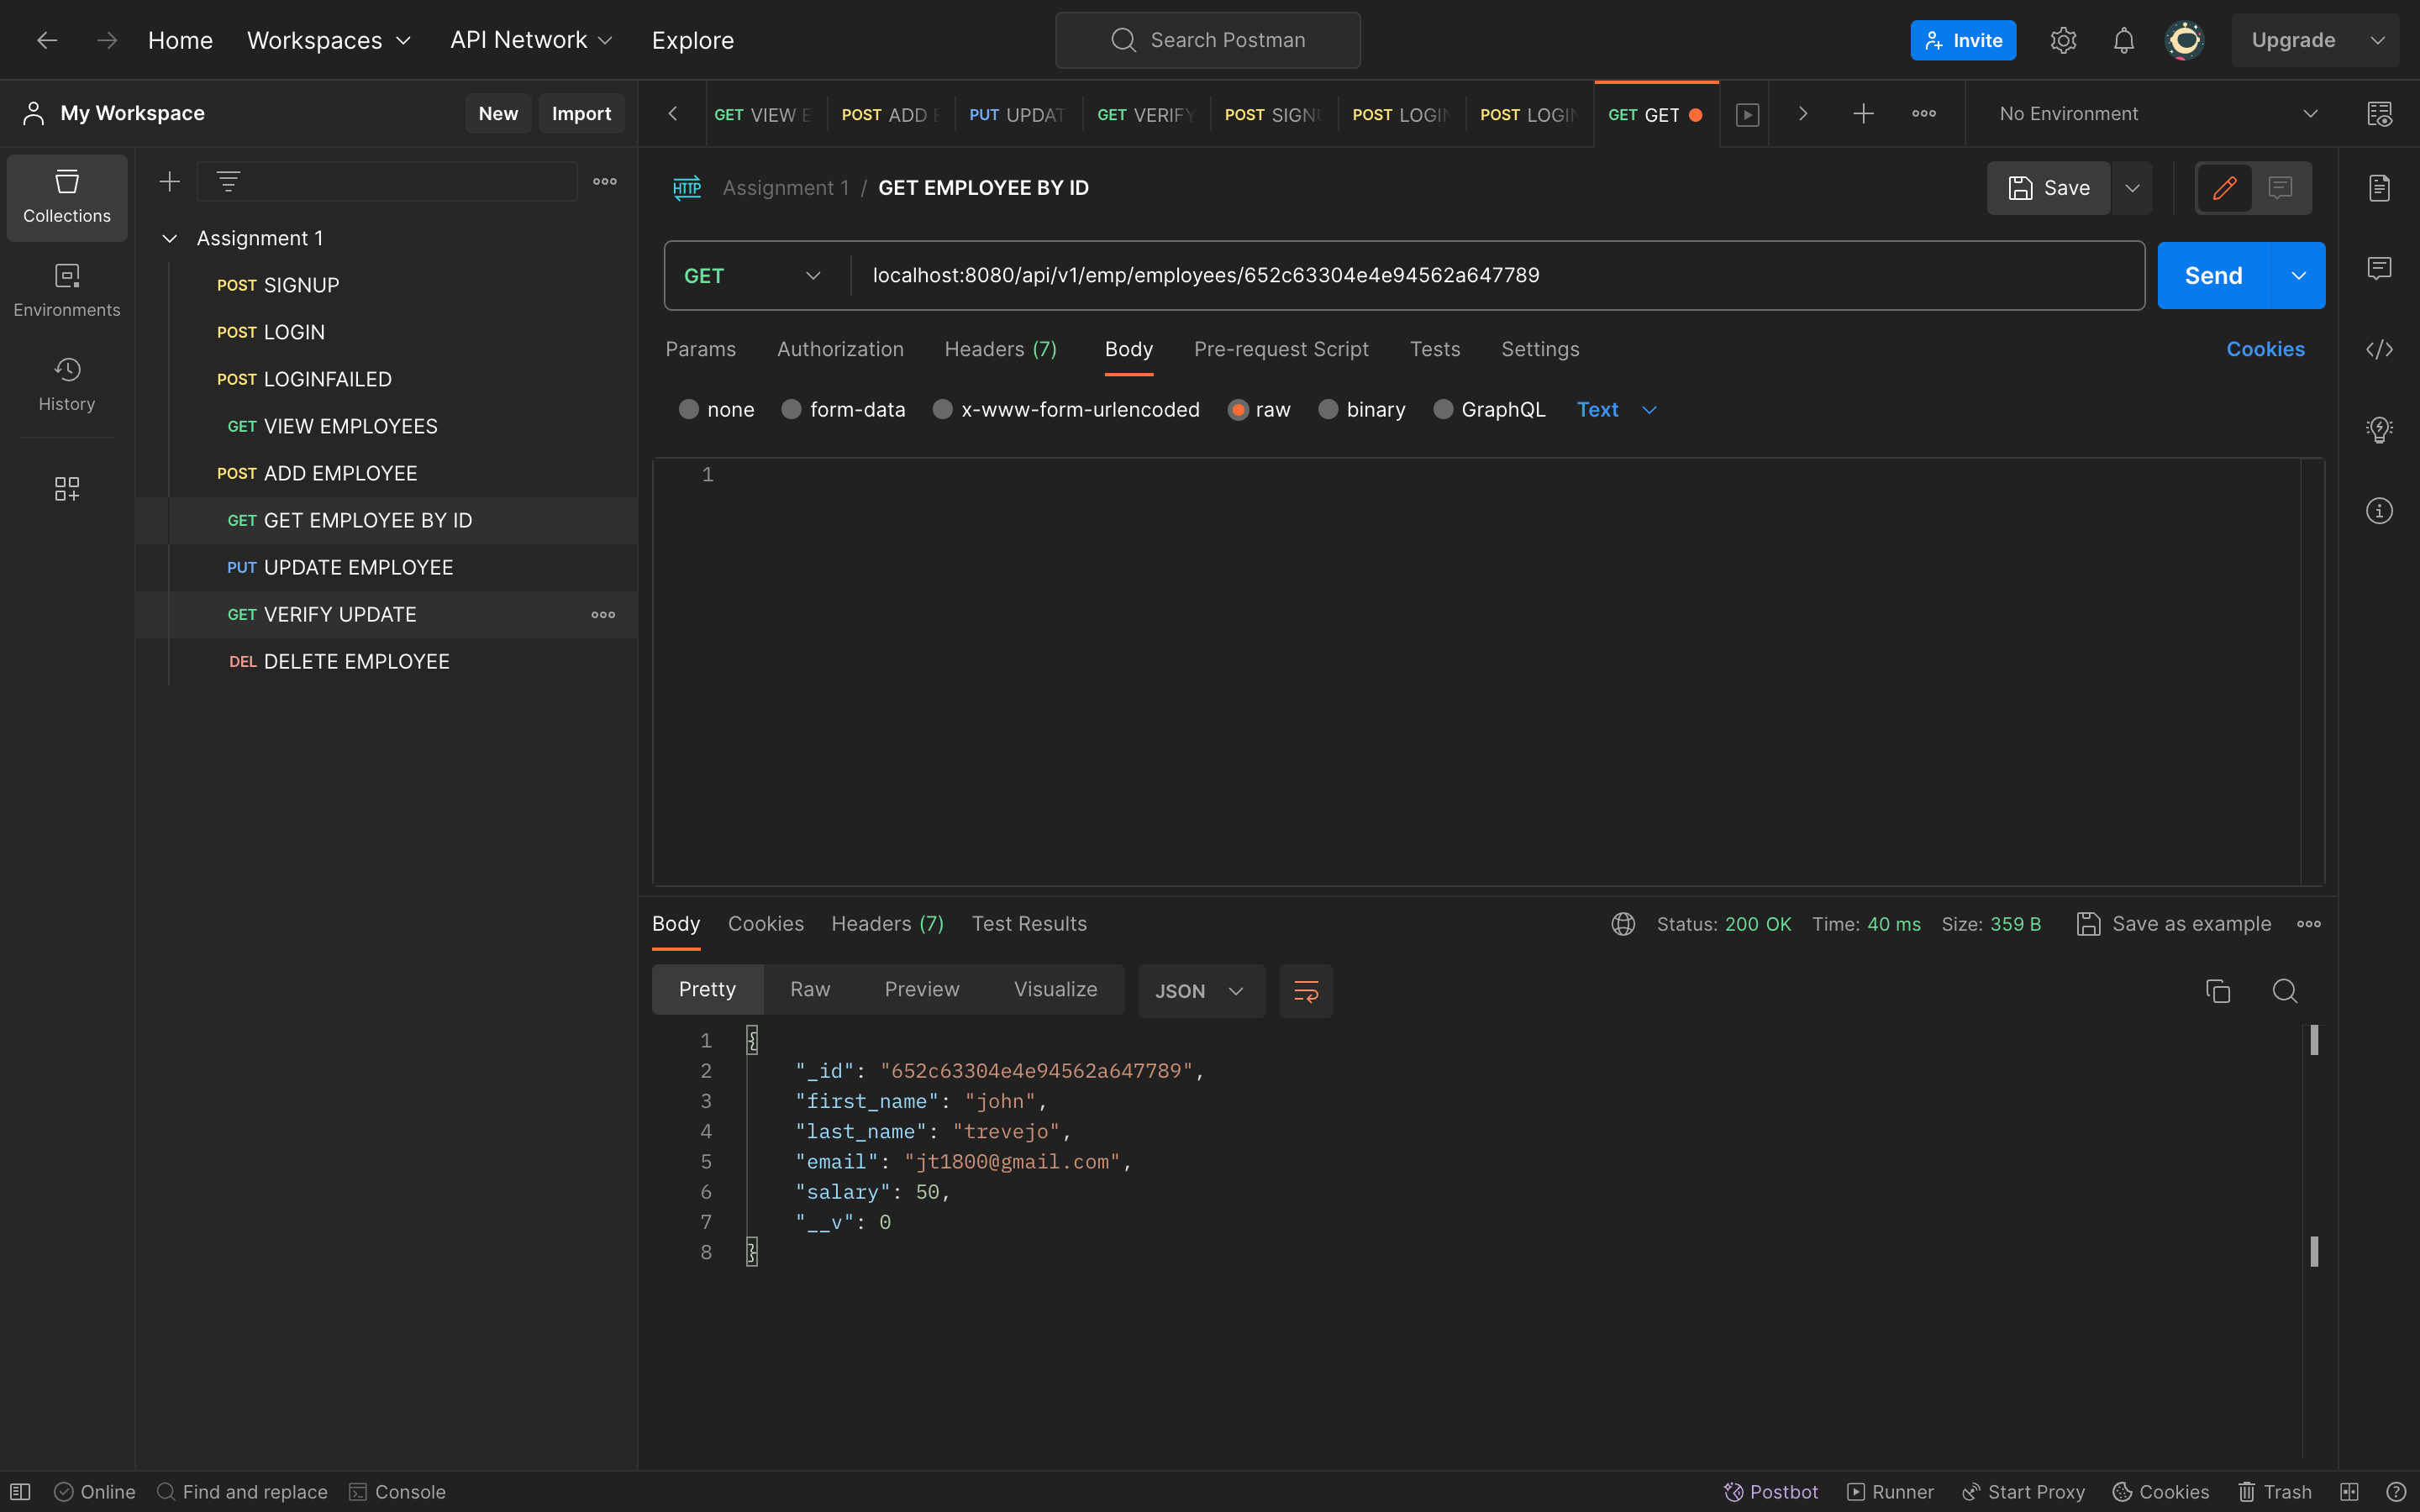 Home Workspaces API Network Explore Search Postman Invite Upgrade
My Workspace New Import
GET VIEW E POST ADD E PUT UPDAT GET VERIFY POST SIGNU POST LOGIN POST LOGIN GET GET No Environment
Collections
Environments
History
Assignment 1
POST SIGNUP
POST LOGIN
POST LOGINFAILED
GET VIEW EMPLOYEES
POST ADD EMPLOYEE
GET GET EMPLOYEE BY ID
PUT UPDATE EMPLOYEE
GET VERIFY UPDATE
DEL DELETE EMPLOYEE
HTTP Assignment 1 / GET EMPLOYEE BY ID Save
GET localhost:8080/api/v1/emp/employees/652c63304e4e94562a647789 Send
Params Authorization Headers (7) Body Pre-request Script Tests Settings Cookies
none form-data x-www-form-urlencoded raw binary GraphQL Text
1
Body Cookies Headers (7) Test Results Status: 200 OK Time: 40 ms Size: 359 B Save as example
Pretty Raw Preview Visualize JSON
1 {
2 "_id": "652c63304e4e94562a647789",
3 "first_name": "john",
4 "last_name": "trevejo",
5 "email": "jt1800@gmail.com",
6 "salary": 50,
7 "__v": 0
8 }
Online Find and replace Console Postbot Runner Start Proxy Cookies Trash